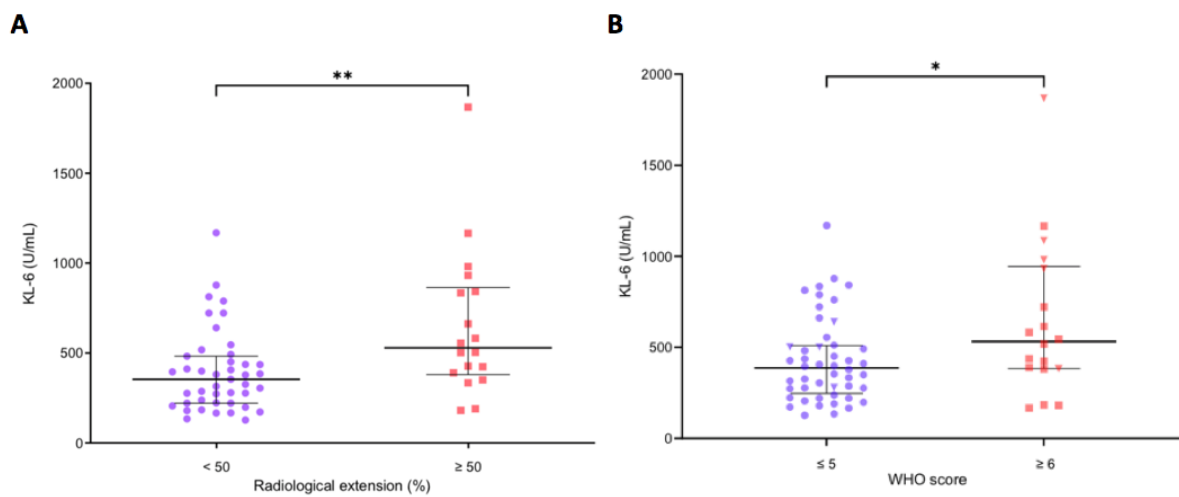 A
B
**
*
2000
1500
1000
500
0
KL-6 (U/mL)
< 50
≥ 50
Radiological extension (%)
2000
1500
1000
500
0
KL-6 (U/mL)
≤ 5
≥ 6
WHO score